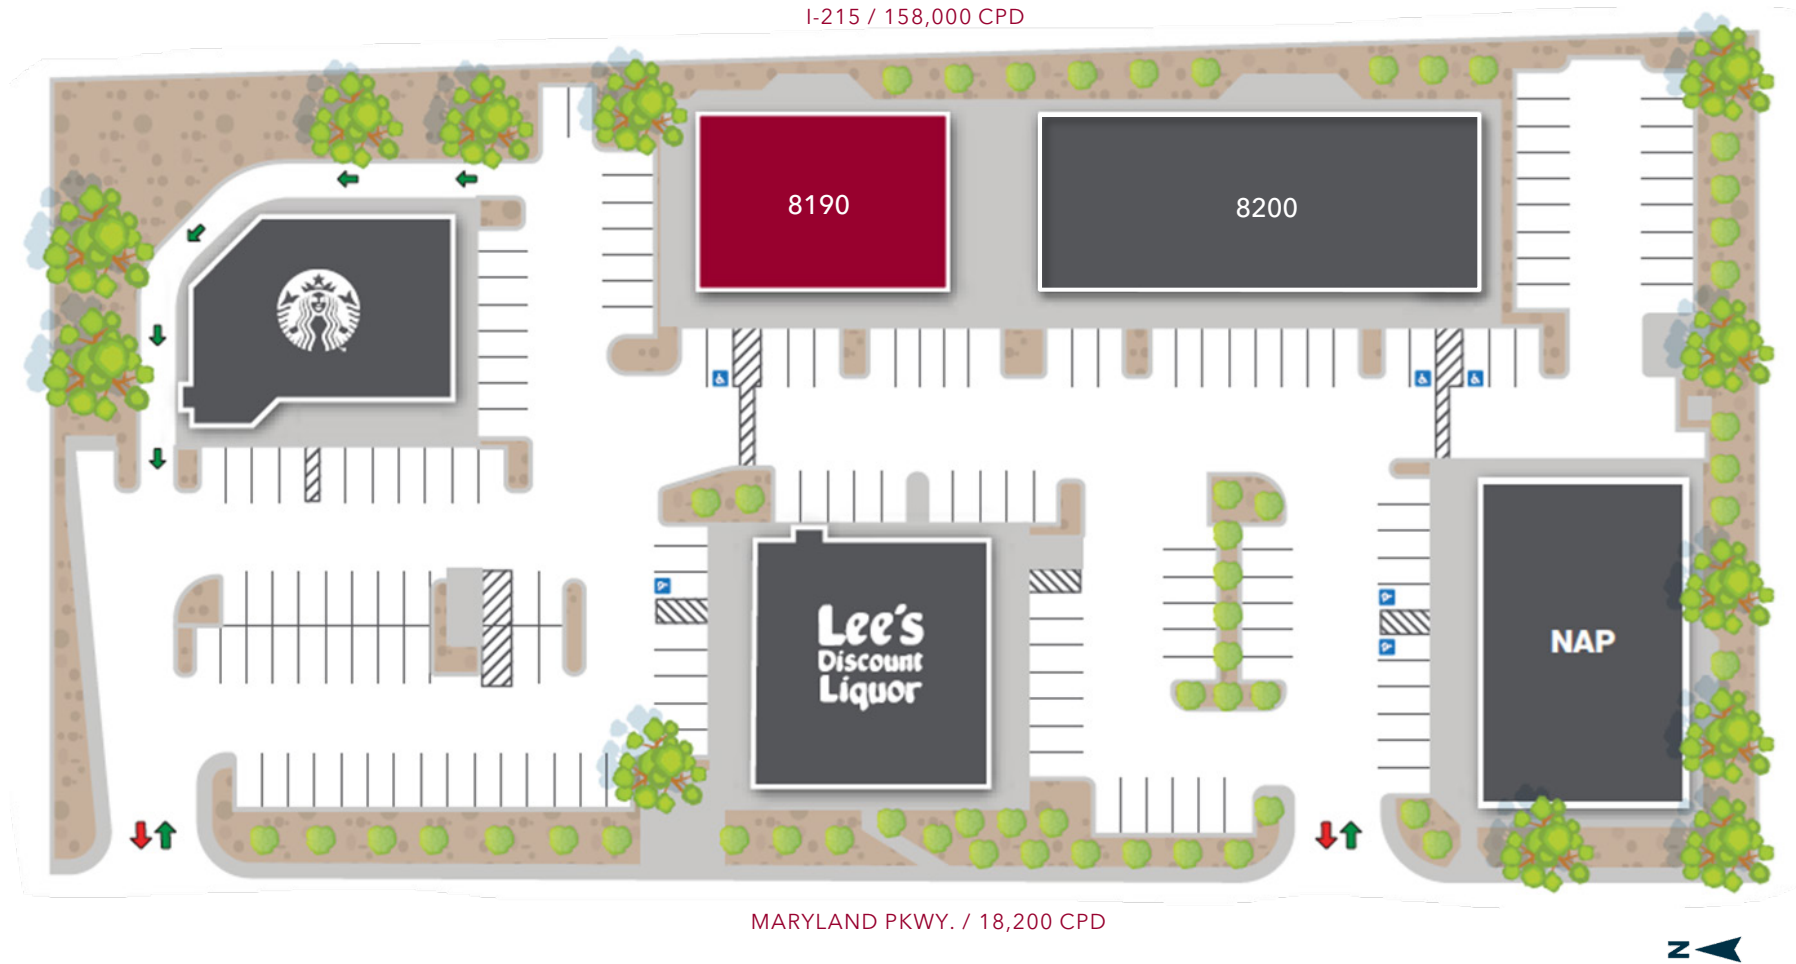 I-215 / 158,000 CPD
8190
8200
Lee's
Discount
Liquor
NAP
MARYLAND PKWY. / 18,200 CPD
N